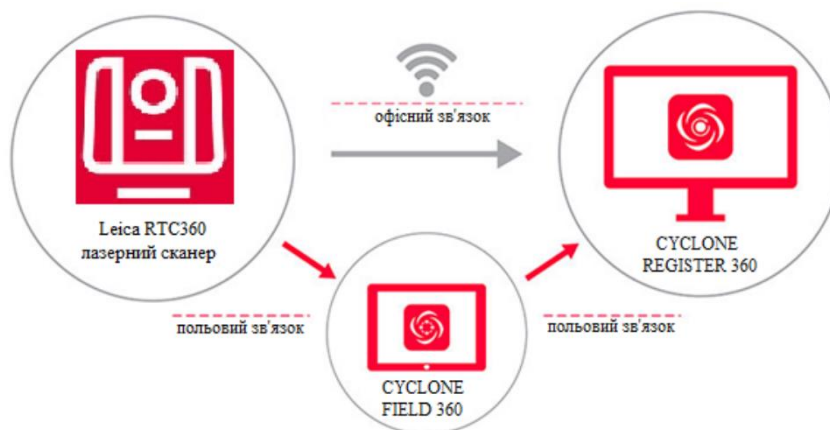 офісний зв'язок
Leica RTC360
лазерний сканер
CYCLONE
REGISTER 360
польовий зв'язок
польовий зв'язок
CYCLONE
FIELD 360